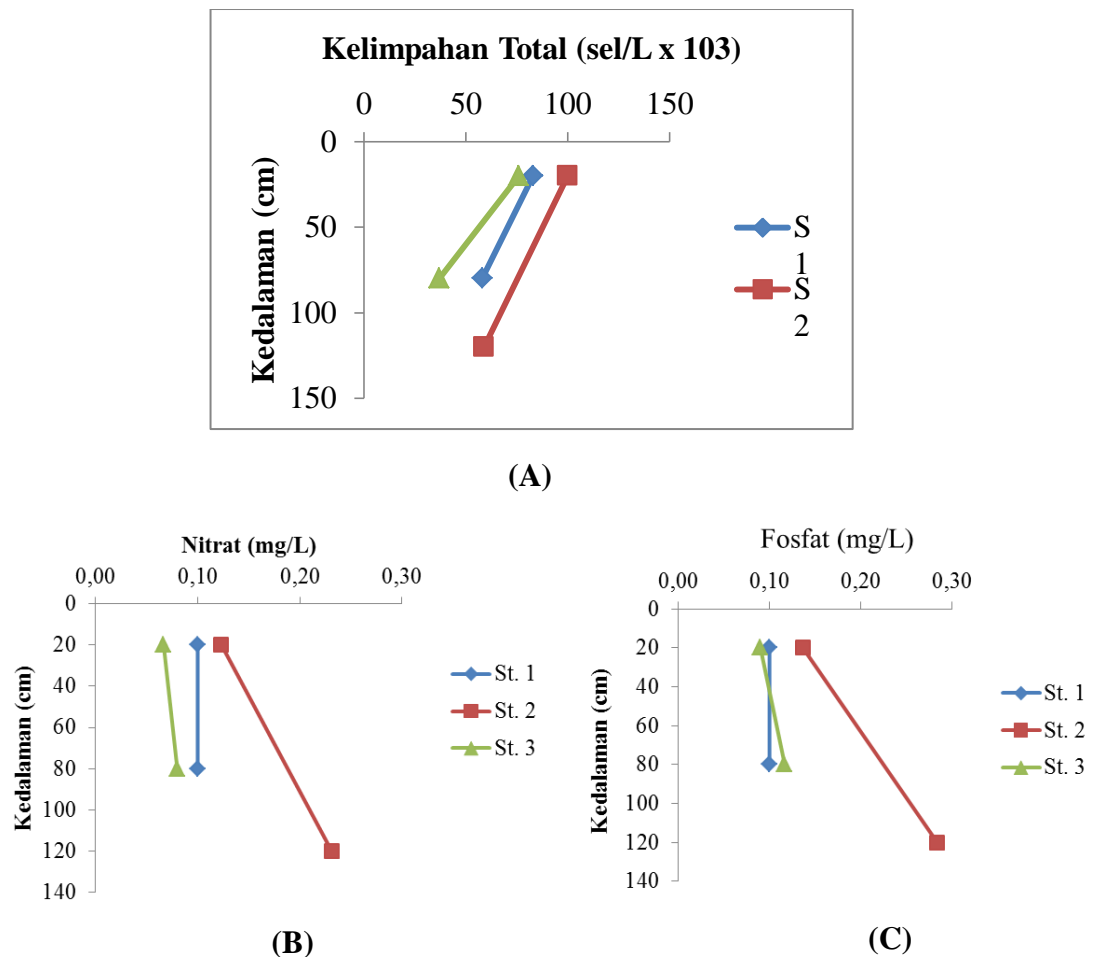 Kelimpahan Total (sel/L x 103)
0 50 100 150
Kedalaman (cm)
0
50
100
150
S
1
S
2
(A)
Nitrat (mg/L)
0,00 0,10 0,20 0,30
Kedalaman (cm)
0
20
40
60
80
100
120
140
St. 1
St. 2
St. 3
(B)
Fosfat (mg/L)
0,00 0,10 0,20 0,30
Kedalaman (cm)
0
20
40
60
80
100
120
140
St. 1
St. 2
St. 3
(C)